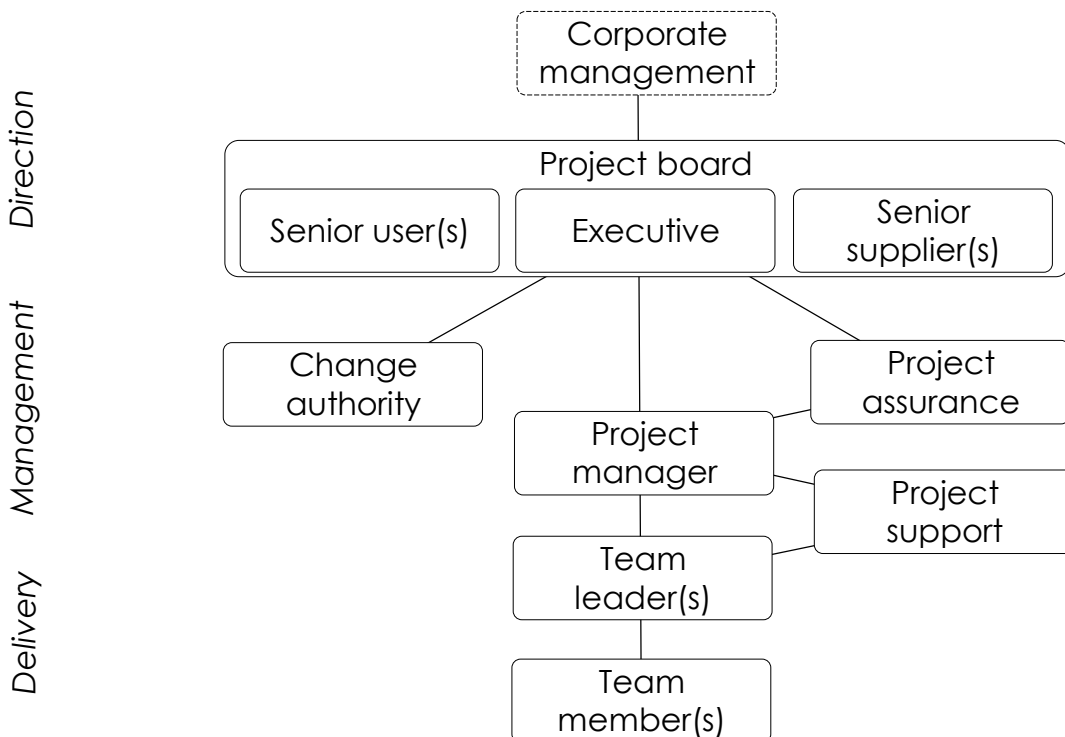 Corporate
management
Direction
Project board
Senior user(s)
Executive
Senior
supplier(s)
Management
Change
authority
Project
assurance
Project
manager
Project
support
Delivery
Team
leader(s)
Team
member(s)